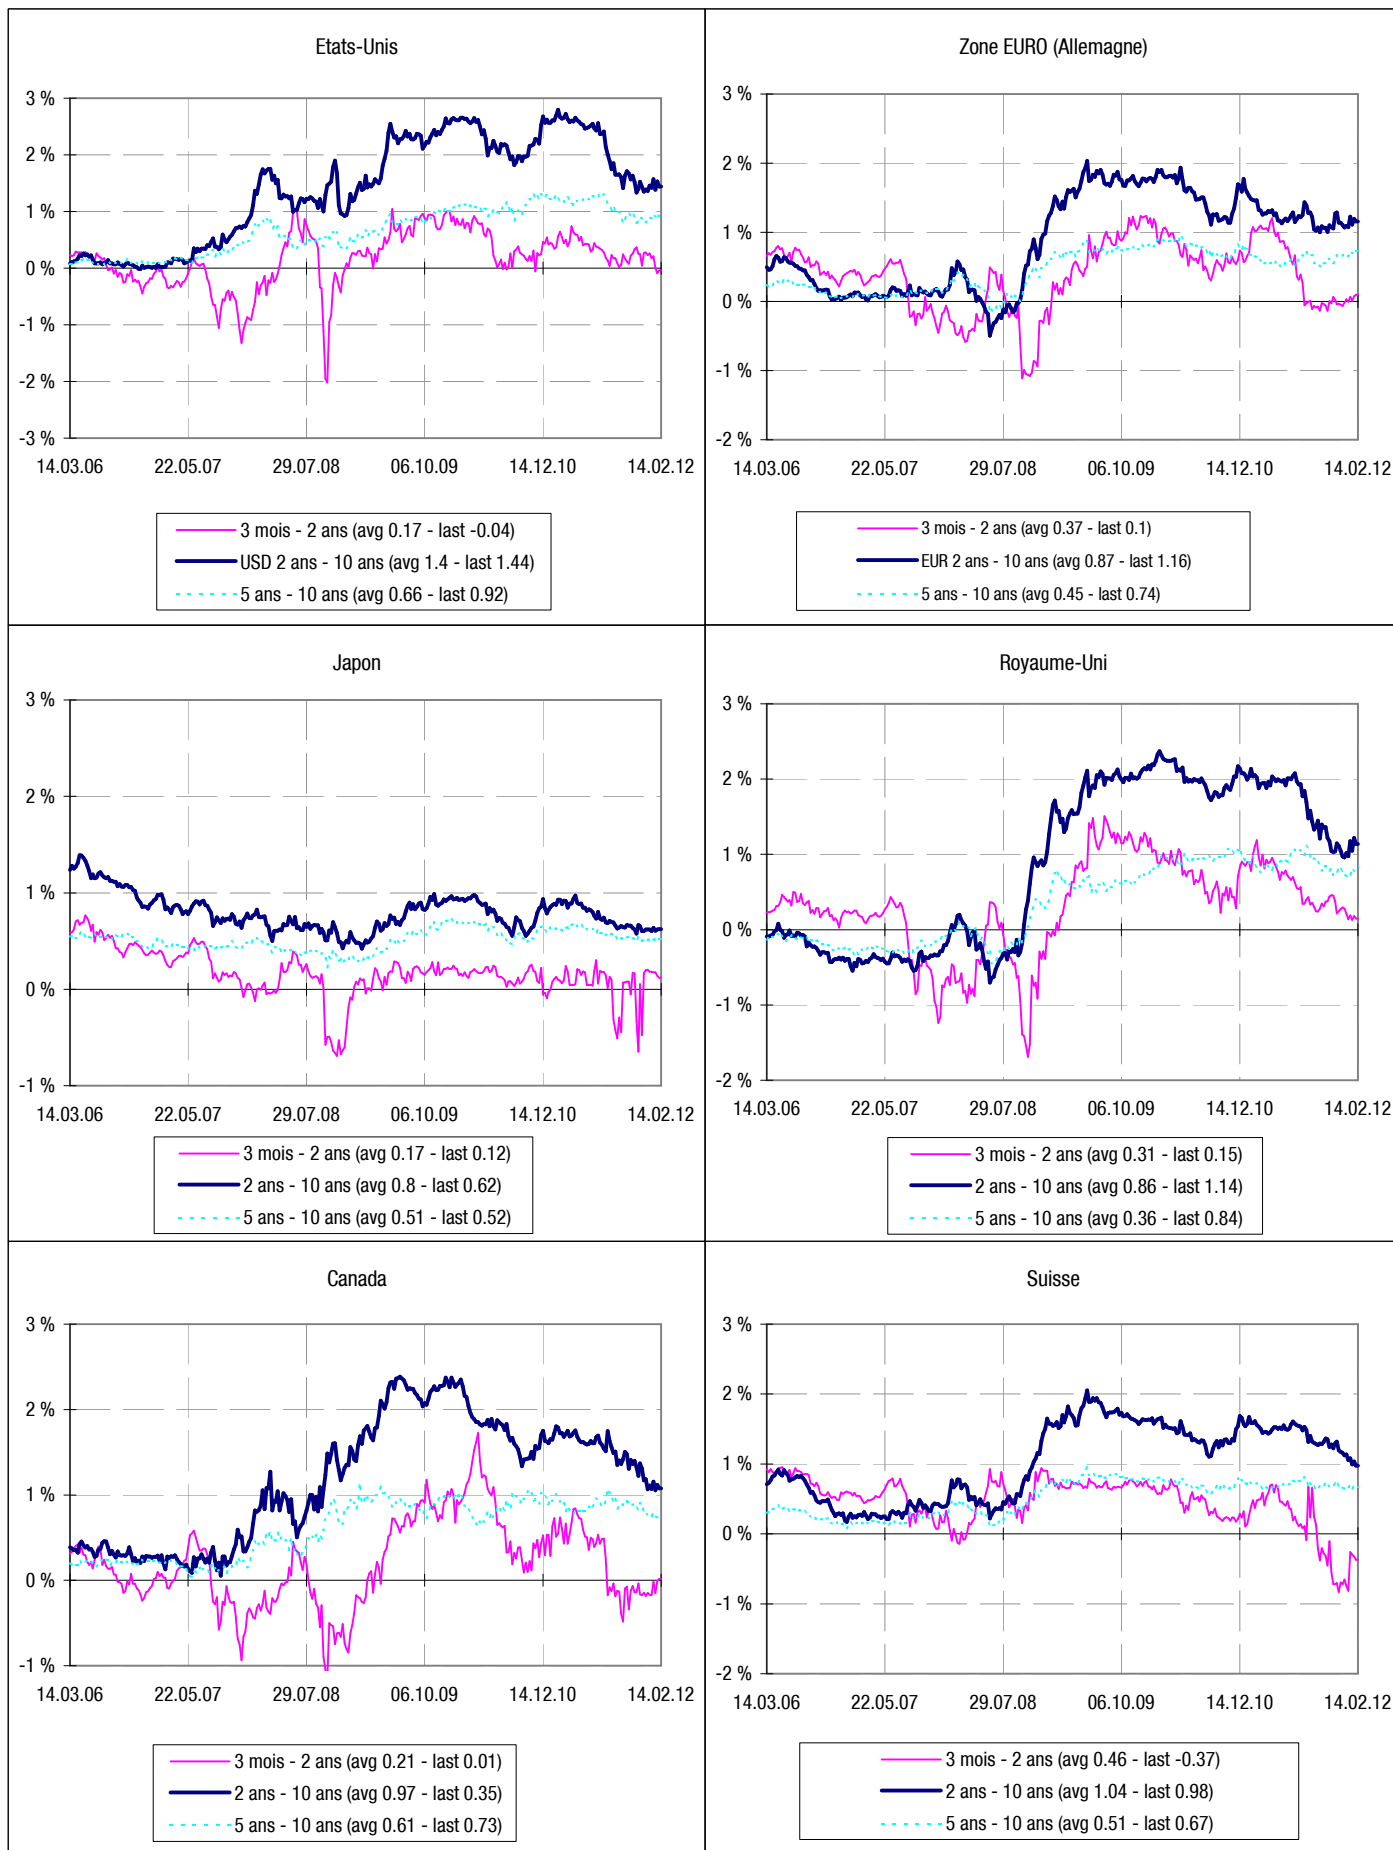 Etats-Unis
3 %
2 %
1 %
0 %
-1 %
-2 %
-3 %
14.03.06 22.05.07 29.07.08 06.10.09 14.12.10 14.02.12
3 mois - 2 ans (avg 0.17 - last -0.04)
USD 2 ans - 10 ans (avg 1.4 - last 1.44)
5 ans - 10 ans (avg 0.66 - last 0.92)
Zone EURO (Allemagne)
3 %
2 %
1 %
0 %
-1 %
-2 %
14.03.06 22.05.07 29.07.08 06.10.09 14.12.10 14.02.12
3 mois - 2 ans (avg 0.37 - last 0.1)
EUR 2 ans - 10 ans (avg 0.87 - last 1.16)
5 ans - 10 ans (avg 0.45 - last 0.74)
Japon
3 %
2 %
1 %
0 %
-1 %
14.03.06 22.05.07 29.07.08 06.10.09 14.12.10 14.02.12
3 mois - 2 ans (avg 0.17 - last 0.12)
2 ans - 10 ans (avg 0.8 - last 0.62)
5 ans - 10 ans (avg 0.51 - last 0.52)
Royaume-Uni
3 %
2 %
1 %
0 %
-1 %
-2 %
14.03.06 22.05.07 29.07.08 06.10.09 14.12.10 14.02.12
3 mois - 2 ans (avg 0.31 - last 0.15)
2 ans - 10 ans (avg 0.86 - last 1.14)
5 ans - 10 ans (avg 0.36 - last 0.84)
Canada
3 %
2 %
1 %
0 %
-1 %
14.03.06 22.05.07 29.07.08 06.10.09 14.12.10 14.02.12
3 mois - 2 ans (avg 0.21 - last 0.01)
2 ans - 10 ans (avg 0.97 - last 0.35)
5 ans - 10 ans (avg 0.61 - last 0.73)
Suisse
3 %
2 %
1 %
0 %
-1 %
-2 %
14.03.06 22.05.07 29.07.08 06.10.09 14.12.10 14.02.12
3 mois - 2 ans (avg 0.46 - last -0.37)
2 ans - 10 ans (avg 1.04 - last 0.98)
5 ans - 10 ans (avg 0.51 - last 0.67)